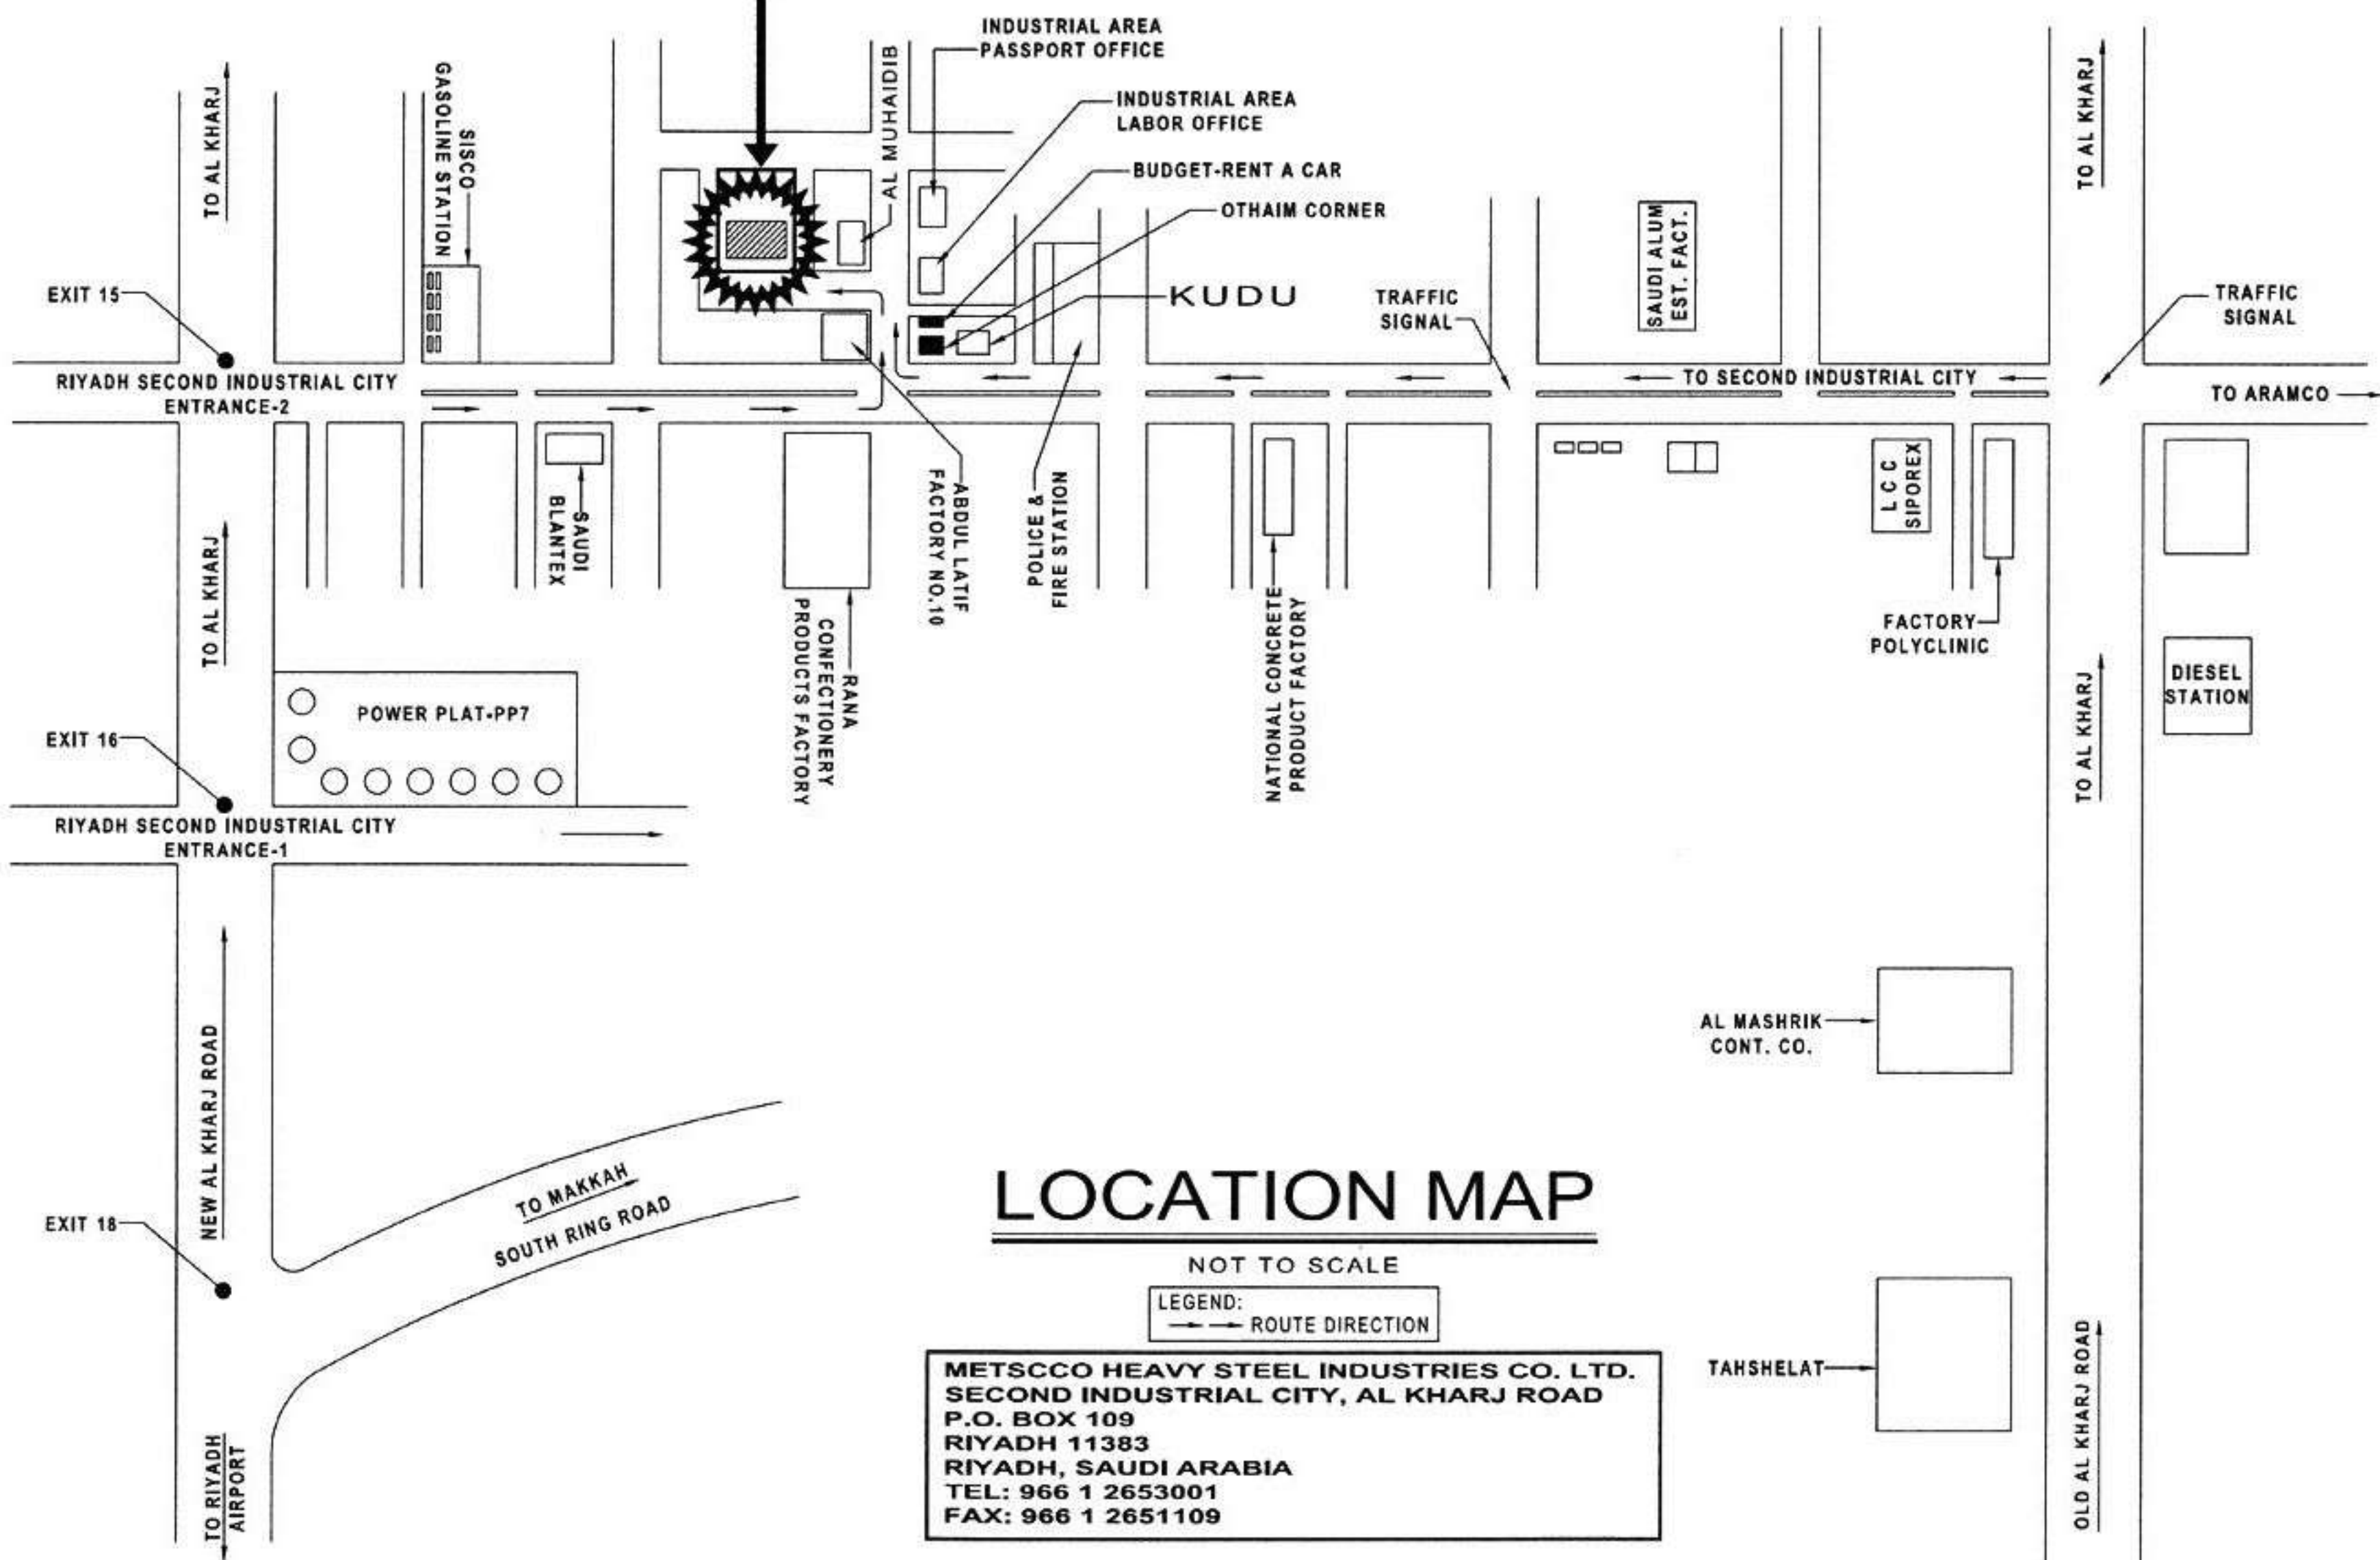 INDUSTRIAL AREA
PASSPORT OFFICE
INDUSTRIAL AREA
LABOR OFFICE
BUDGET-RENT A CAR
OTHAIM CORNER
KUDU
AL MUHAIDIB
TO AL KHARJ
SISCO
GASOLINE STATION
EXIT 15
RIYADH SECOND INDUSTRIAL CITY
ENTRANCE-2
TRAFFIC
SIGNAL
SAUDI ALUM
EST. FACT.
TO AL KHARJ
TRAFFIC
SIGNAL
TO SECOND INDUSTRIAL CITY
TO ARAMCO
TO AL KHARJ
SAUDI
BLANTEX
RANA
CONFECTIONERY
PRODUCTS FACTORY
ABDUL LATIF
FACTORY NO.10
POLICE &
FIRE STATION
NATIONAL CONCRETE
PRODUCT FACTORY
L C C
SIPOREX
FACTORY
POLYCLINIC
TO AL KHARJ
DIESEL
STATION
POWER PLAT-PP7
EXIT 16
RIYADH SECOND INDUSTRIAL CITY
ENTRANCE-1
NEW AL KHARJ ROAD
EXIT 18
TO MAKKAH
SOUTH RING ROAD
TO RIYADH
AIRPORT
AL MASHRIK
CONT. CO.
TAHSHELAT
OLD AL KHARJ ROAD
LOCATION MAP
NOT TO SCALE
LEGEND:
ROUTE DIRECTION
METSCCO HEAVY STEEL INDUSTRIES CO. LTD.
SECOND INDUSTRIAL CITY, AL KHARJ ROAD
P.O. BOX 109
RIYADH 11383
RIYADH, SAUDI ARABIA
TEL: 966 1 2653001
FAX: 966 1 2651109